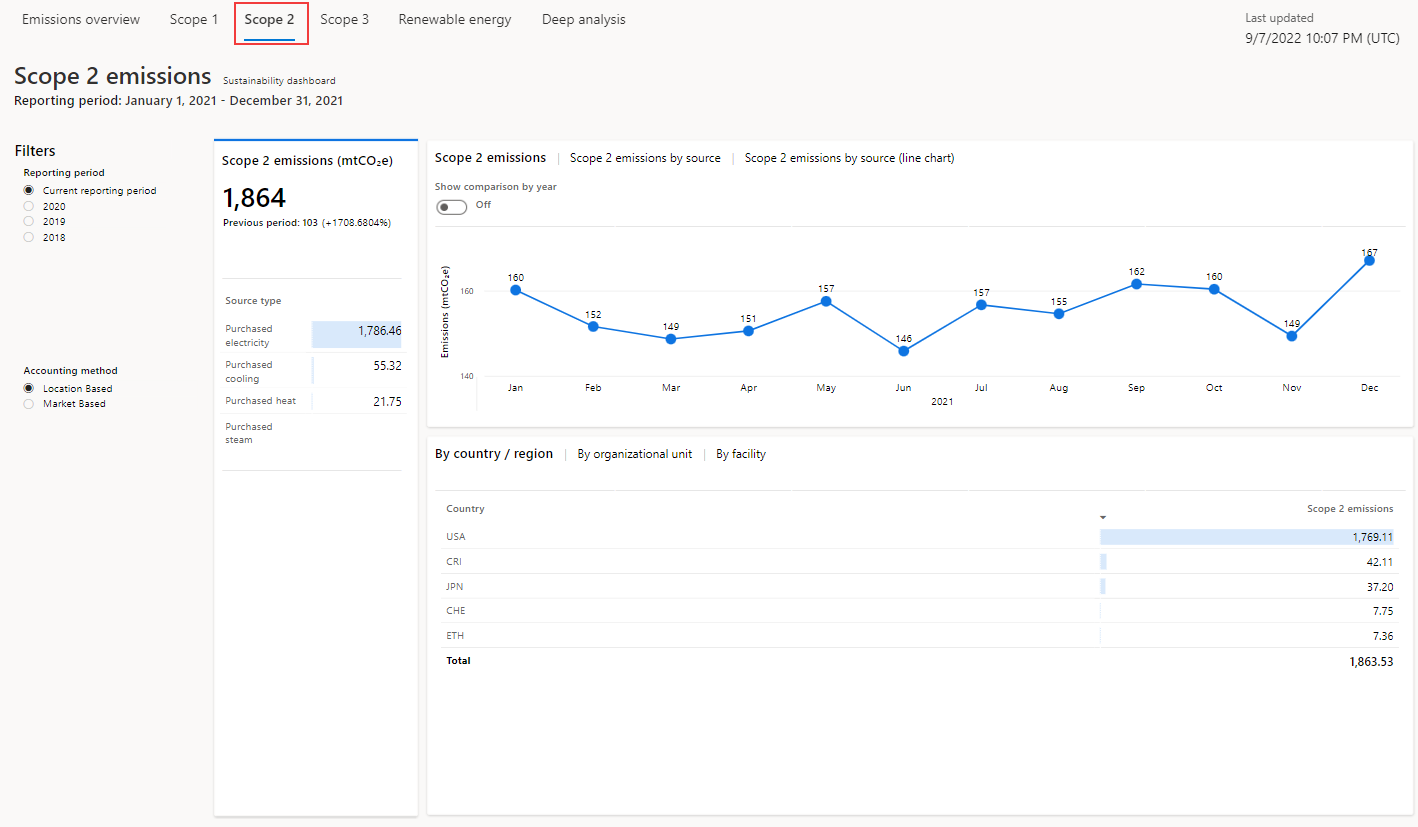 Emissions overview Scope 1 Scope 2 Scope 3 Renewable energy Deep analysis
Last updated
9/7/2022 10:07 PM (UTC)
Scope 2 emissions Sustainability dashboard
Reporting period: January 1, 2021 - December 31, 2021
Filters
Reporting period
Current reporting period
2020
2019
2018
Accounting method
Location Based
Market Based
Scope 2 emissions (mtCO₂e)
1,864
Previous period: 103 (+1708.6804%)
Source type
Purchased
electricity
1,786.46
Purchased
cooling
55.32
Purchased heat 21.75
Purchased
steam
Scope 2 emissions | Scope 2 emissions by source | Scope 2 emissions by source (line chart)
Show comparison by year
Off
Emissions (mtCO₂e)
160
140
160 152 149 151 157 146 157 155 162 160 149 167
Jan Feb Mar Apr May Jun Jul Aug Sep Oct Nov Dec
2021
By country / region | By organizational unit | By facility
Country Scope 2 emissions
USA 1,769.11
CRI 42.11
JPN 37.20
CHE 7.75
ETH 7.36
Total 1,863.53